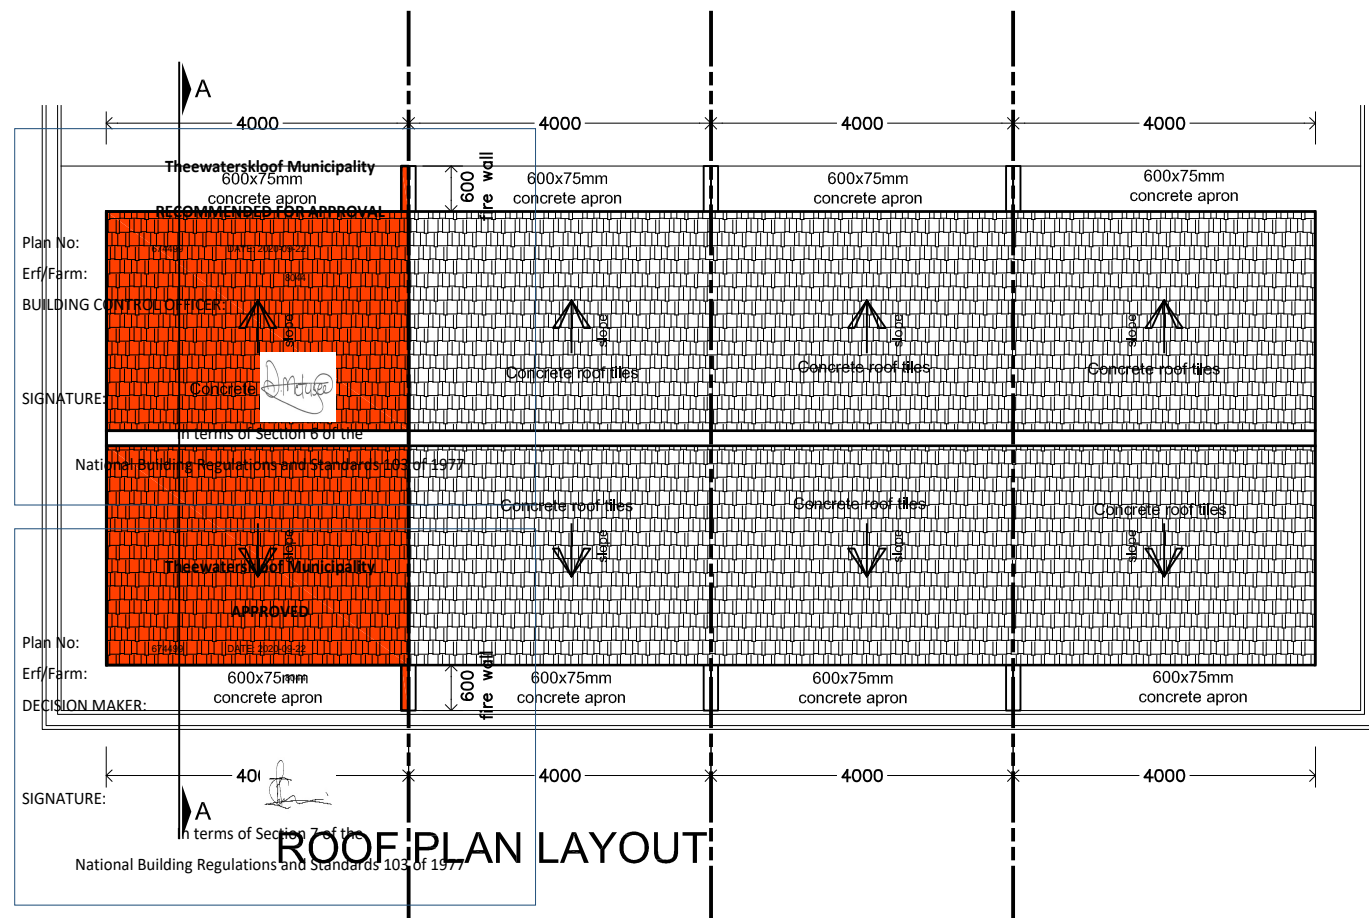 A
4000
4000
4000
4000
Theewaterskloof Municipality
600x75mm
concrete apron
600
fire wall
600x75mm
concrete apron
600x75mm
concrete apron
600x75mm
concrete apron
RECOMMENDED FOR APPROVAL
Plan No:
674499
DATE: 2020-09-22
Erf/Farm:
8044
BUILDING CONTROL OFFICER:
slope
slope
slope
slope
Concrete
Concrete roof tiles
Concrete roof tiles
Concrete roof tiles
SIGNATURE:
In terms of Section 6 of the
National Building Regulations and Standards 103 of 1977
Concrete roof tiles
Concrete roof tiles
Concrete roof tiles
slope
slope
slope
slope
Theewaterskloof Municipality
APPROVED
Plan No:
674499
DATE: 2020-09-22
Erf/Farm:
8044
600x75mm
concrete apron
600
fire wall
600x75mm
concrete apron
600x75mm
concrete apron
600x75mm
concrete apron
DECISION MAKER:
400
4000
4000
4000
SIGNATURE:
A
In terms of Section 7 of the
ROOF PLAN LAYOUT
National Building Regulations and Standards 103 of 1977